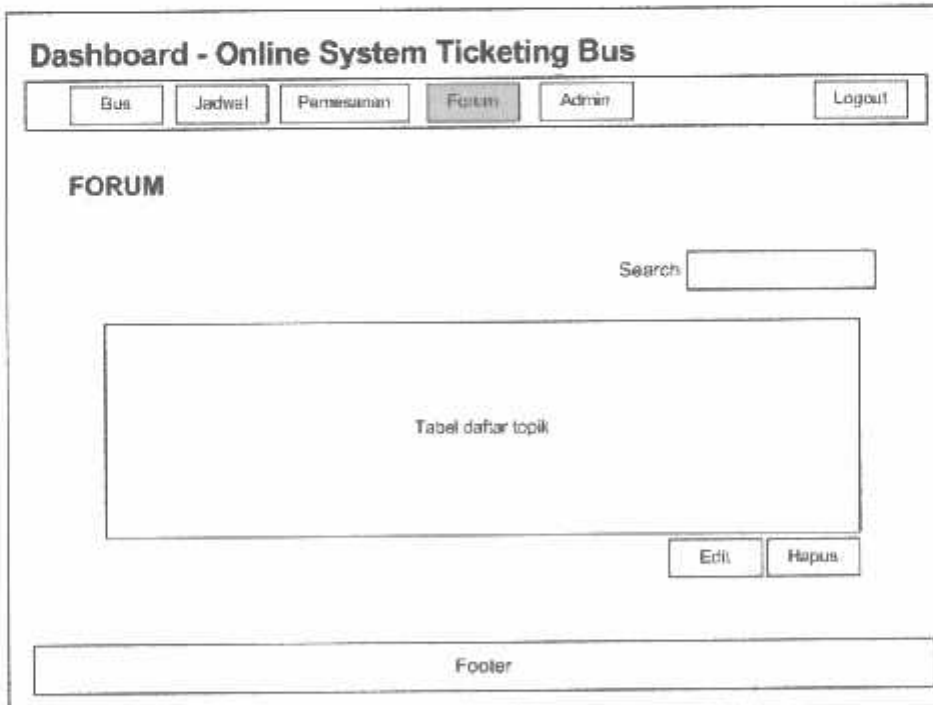 Dashboard - Online System Ticketing Bus
Bus Jadwal Pemesanan Forum Admin Logout
FORUM
Search
Tabel daftar topik
Edit Hapus
Footer